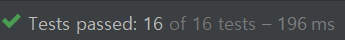 Tests passed: 16 of 16 tests – 196 ms